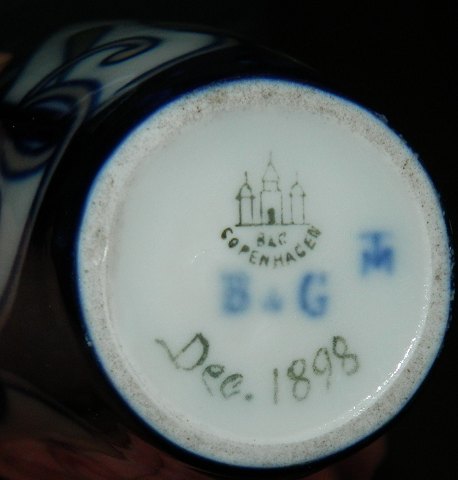 B&G
COPENHAGEN
B & G
Dec. 1898